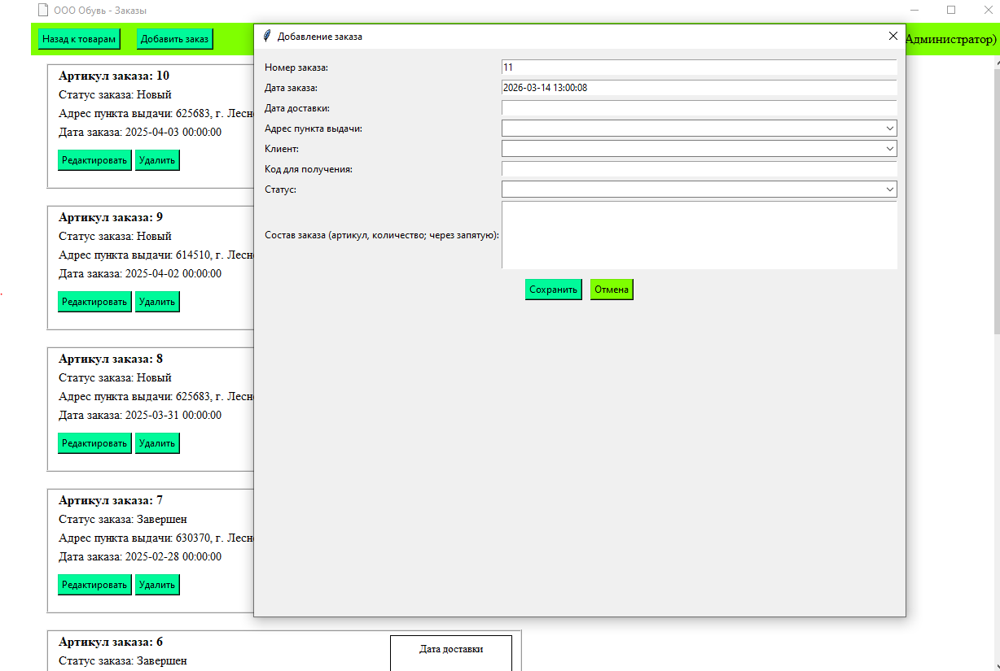 ООО Обувь - Заказы
Назад к товарам
Добавить заказ
Администратор)
Артикул заказа: 10
Статус заказа: Новый
Адрес пункта выдачи: 625683, г. Лесн
Дата заказа: 2025-04-03 00:00:00
Редактировать
Удалить
Артикул заказа: 9
Статус заказа: Новый
Адрес пункта выдачи: 614510, г. Лесн
Дата заказа: 2025-04-02 00:00:00
Редактировать
Удалить
Артикул заказа: 8
Статус заказа: Новый
Адрес пункта выдачи: 625683, г. Лесн
Дата заказа: 2025-03-31 00:00:00
Редактировать
Удалить
Артикул заказа: 7
Статус заказа: Завершен
Адрес пункта выдачи: 630370, г. Лесн
Дата заказа: 2025-02-28 00:00:00
Редактировать
Удалить
Артикул заказа: 6
Статус заказа: Завершен
Дата доставки
Добавление заказа
Номер заказа: 11
Дата заказа: 2026-03-14 13:00:08
Дата доставки:
Адрес пункта выдачи:
Клиент:
Код для получения:
Статус:
Состав заказа (артикул, количество; через запятую):
Сохранить
Отмена